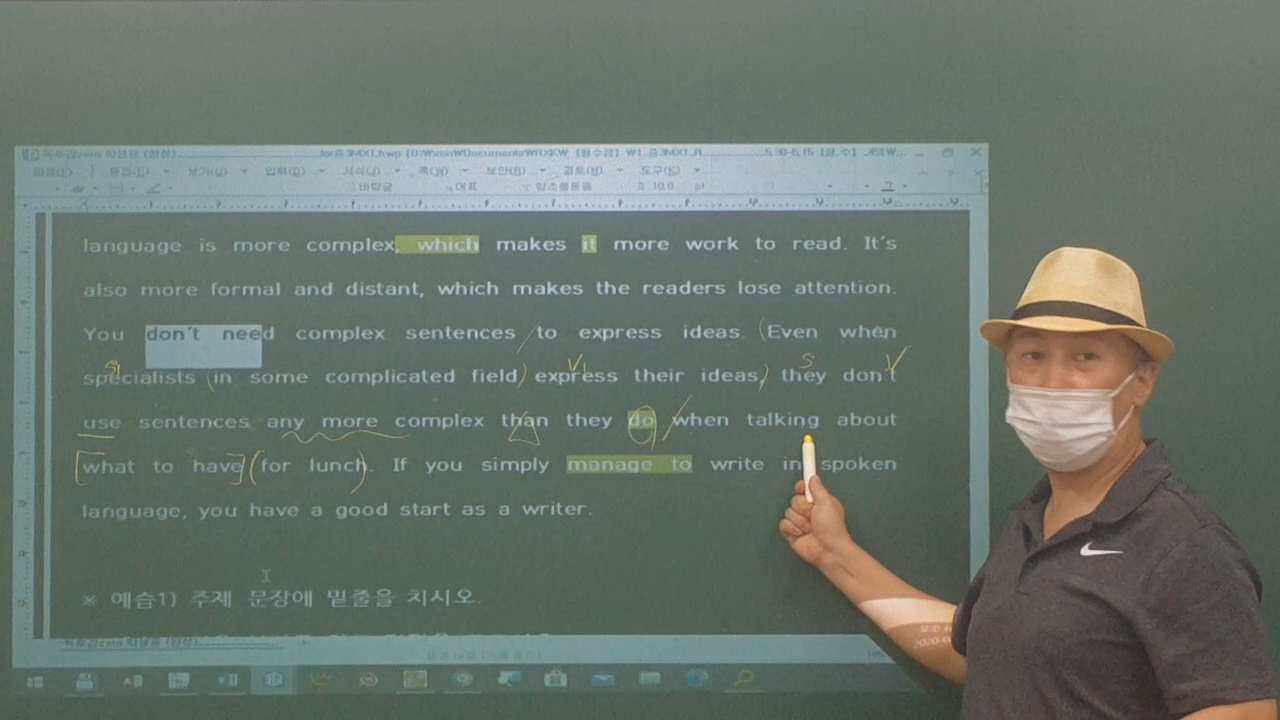 language is more complex, which makes it more work to read. It's
also more formal and distant, which makes the readers lose attention.
You don't need complex sentences to express ideas. (Even when
S₁ V₁ S V
specialists (in some complicated field) express their ideas,) they don't
use sentences any more complex than they do when talking about
[what to have] (for lunch). If you simply manage to write in spoken
language, you have a good start as a writer.
※ 예습1) 주제 문장에 밑줄을 치시오.